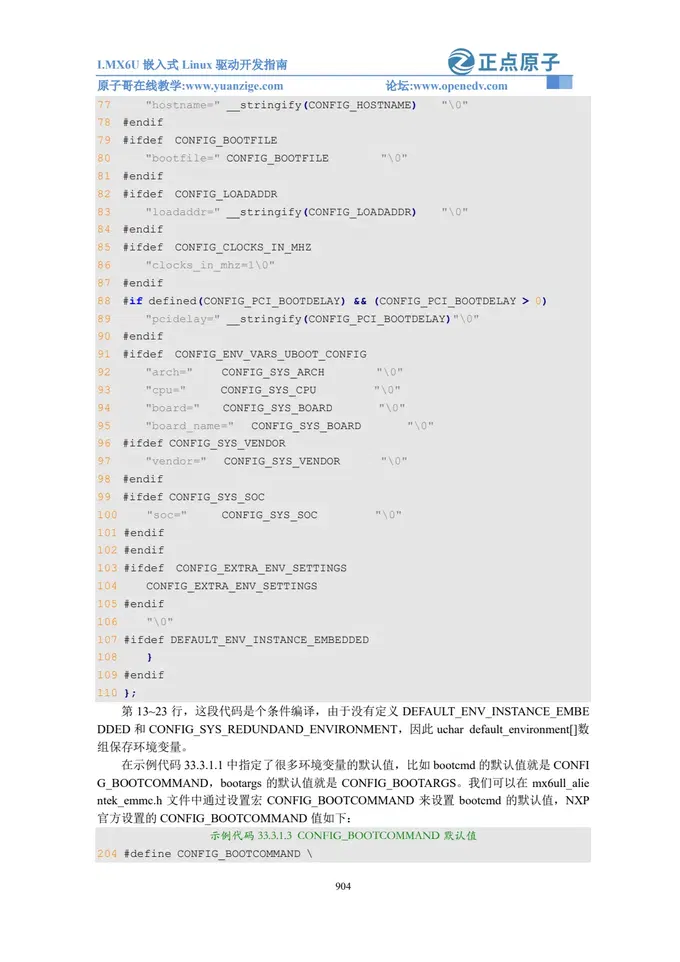 I.MX6U 嵌入式 Linux 驱动开发指南
正点原子
原子哥在线教学:www.yuanzige.com 论坛:www.openedv.com
77 "hostname=" __stringify(CONFIG_HOSTNAME) "\0"
78 #endif
79 #ifdef CONFIG_BOOTFILE
80 "bootfile=" CONFIG_BOOTFILE "\0"
81 #endif
82 #ifdef CONFIG_LOADADDR
83 "loadaddr=" __stringify(CONFIG_LOADADDR) "\0"
84 #endif
85 #ifdef CONFIG_CLOCKS_IN_MHZ
86 "clocks_in_mhz=1\0"
87 #endif
88 #if defined(CONFIG_PCI_BOOTDELAY) && (CONFIG_PCI_BOOTDELAY > 0)
89 "pcidelay=" __stringify(CONFIG_PCI_BOOTDELAY)"\0"
90 #endif
91 #ifdef CONFIG_ENV_VARS_UBOOT_CONFIG
92 "arch=" CONFIG_SYS_ARCH "\0"
93 "cpu=" CONFIG_SYS_CPU "\0"
94 "board=" CONFIG_SYS_BOARD "\0"
95 "board_name=" CONFIG_SYS_BOARD "\0"
96 #ifdef CONFIG_SYS_VENDOR
97 "vendor=" CONFIG_SYS_VENDOR "\0"
98 #endif
99 #ifdef CONFIG_SYS_SOC
100 "soc=" CONFIG_SYS_SOC "\0"
101 #endif
102 #endif
103 #ifdef CONFIG_EXTRA_ENV_SETTINGS
104 CONFIG_EXTRA_ENV_SETTINGS
105 #endif
106 "\0"
107 #ifdef DEFAULT_ENV_INSTANCE_EMBEDDED
108 }
109 #endif
110 };
第 13~23 行，这段代码是个条件编译，由于没有定义 DEFAULT_ENV_INSTANCE_EMBE
DDED 和 CONFIG_SYS_REDUNDAND_ENVIRONMENT，因此 uchar default_environment[]数
组保存环境变量。
在示例代码 33.3.1.1 中指定了很多环境变量的默认值，比如 bootcmd 的默认值就是 CONFI
G_BOOTCOMMAND，bootargs 的默认值就是 CONFIG_BOOTARGS。我们可以在 mx6ull_alie
ntek_emmc.h 文件中通过设置宏 CONFIG_BOOTCOMMAND 来设置 bootcmd 的默认值，NXP
官方设置的 CONFIG_BOOTCOMMAND 值如下：
示例代码 33.3.1.3 CONFIG_BOOTCOMMAND 默认值
204 #define CONFIG_BOOTCOMMAND \
904